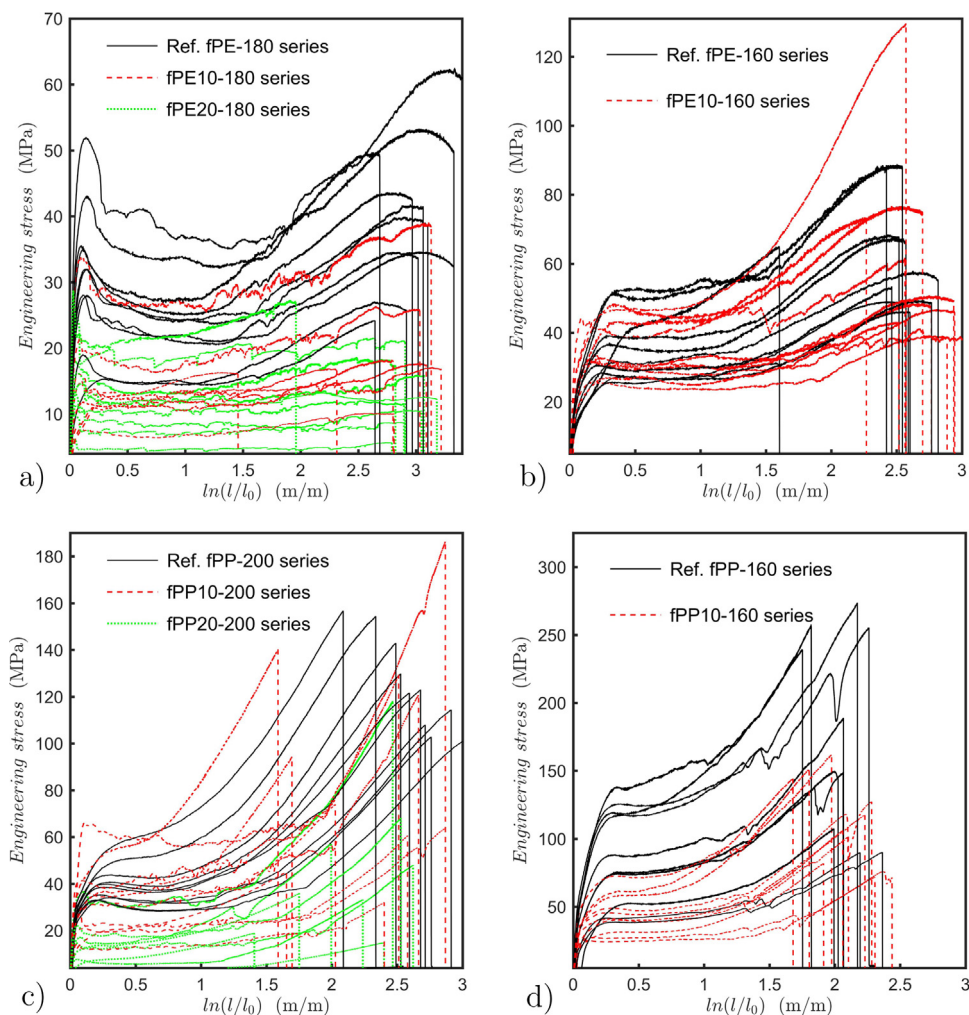 Ref. fPE-180 series
fPE10-180 series
fPE20-180 series
Engineering stress (MPa)
70
60
50
40
30
20
10
0
0.5
1
1.5
2
2.5
3
ln(l/l0) (m/m)
a)
Ref. fPE-160 series
fPE10-160 series
Engineering stress (MPa)
120
100
80
60
40
20
0
0.5
1
1.5
2
2.5
3
ln(l/l0) (m/m)
b)
Ref. fPP-200 series
fPP10-200 series
fPP20-200 series
Engineering stress (MPa)
180
160
140
120
100
80
60
40
20
0
0.5
1
1.5
2
2.5
3
ln(l/l0) (m/m)
c)
Ref. fPP-160 series
fPP10-160 series
Engineering stress (MPa)
300
250
200
150
100
50
0
0.5
1
1.5
2
2.5
3
ln(l/l0) (m/m)
d)